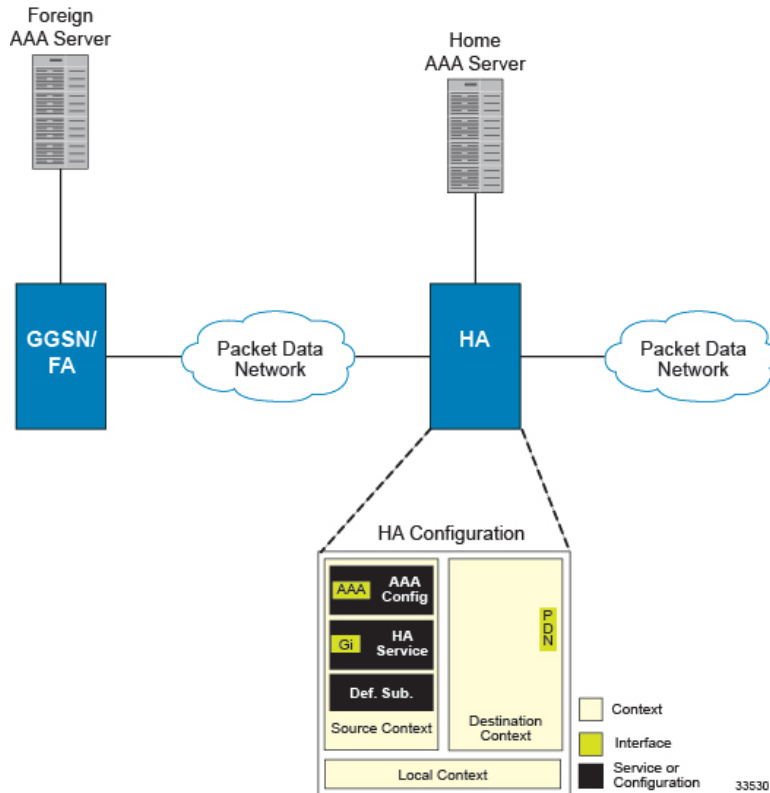 Foreign
AAA Server
Home
AAA Server
GGSN/
FA
Packet Data
Network
HA
Packet Data
Network
HA Configuration
AAA
AAA
Config
Gi
HA
Service
Def. Sub.
Source Context
PDN
Destination
Context
Local Context
Context
Interface
Service or
Configuration
33530